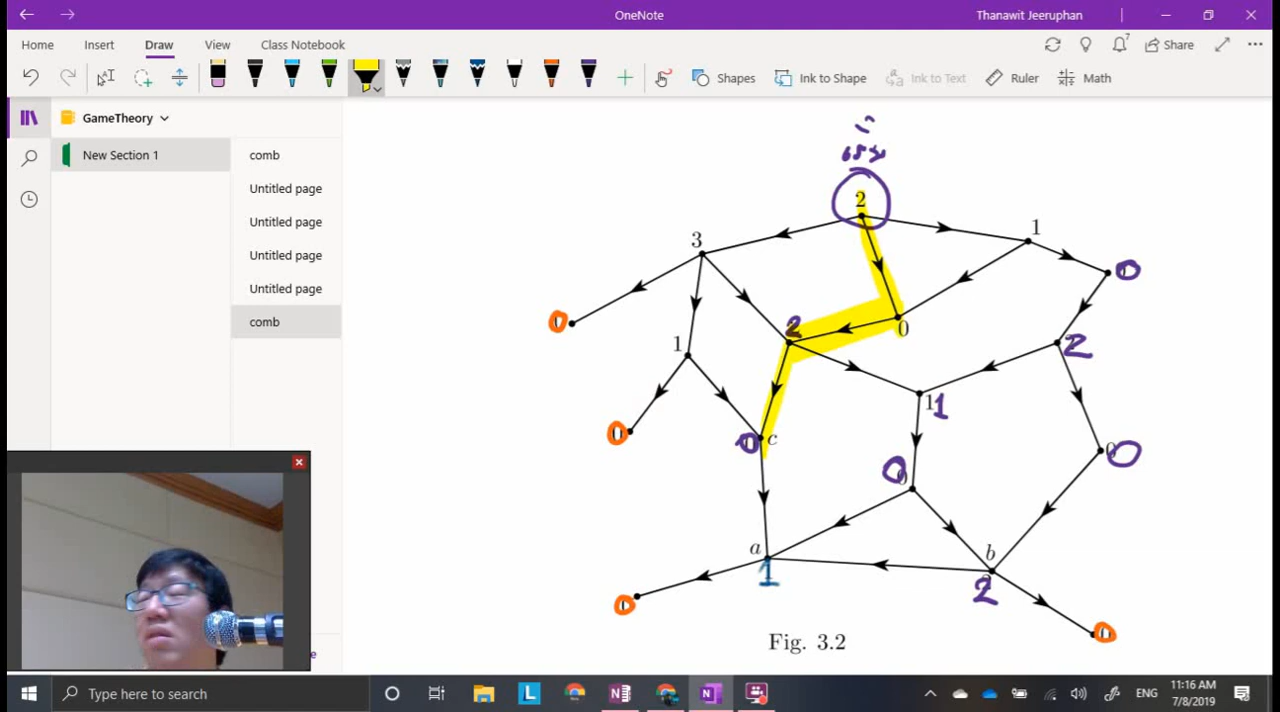 OneNote
Thanawit Jeeruphan
Home Insert Draw View Class Notebook
7 Share
Shapes Ink to Shape Ink to Text Ruler Math
GameTheory
New Section 1
comb
Untitled page
Untitled page
Untitled page
Untitled page
comb
2
3
1
0
0
2
0
2
1
1 1
0
0 c
0
0
a
1
b
2
0
0
Fig. 3.2
Type here to search
ENG
11:16 AM
7/8/2019